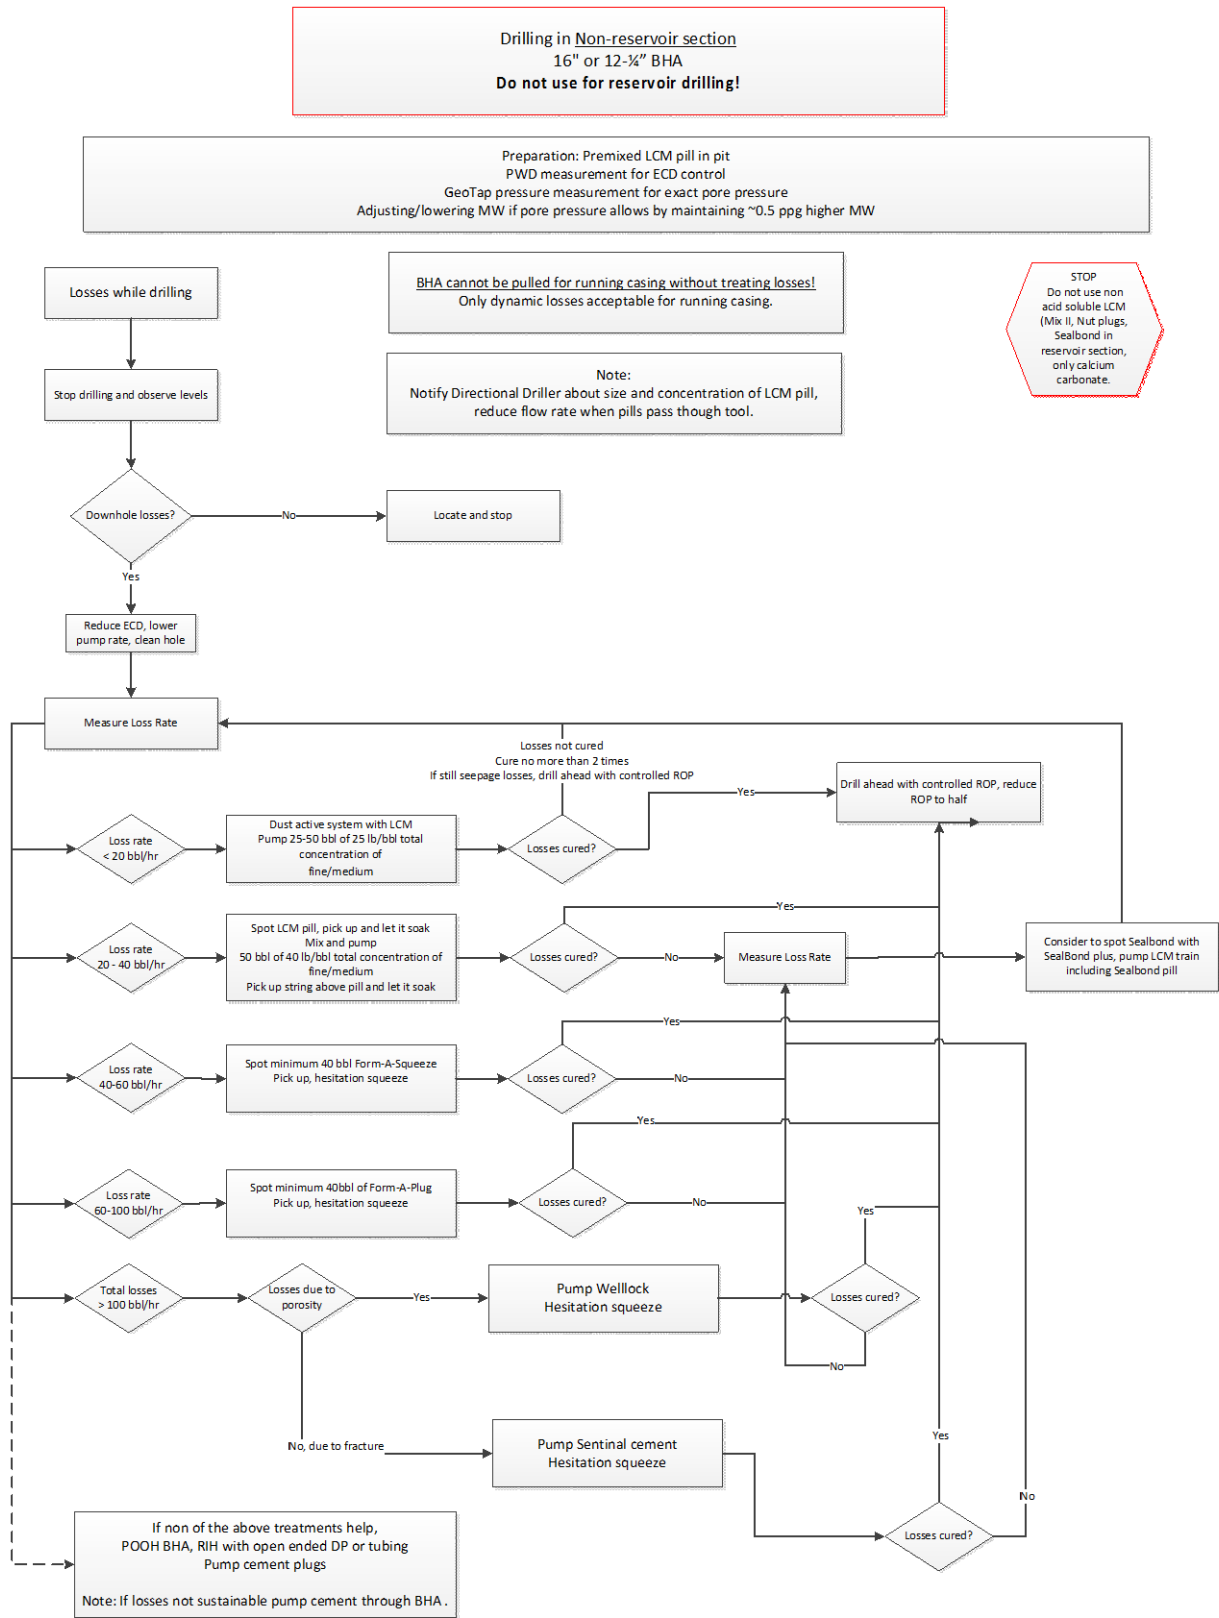 Drilling in Non-reservoir section
16" or 12-¼” BHA
Do not use for reservoir drilling!
Preparation: Premixed LCM pill in pit
PWD measurement for ECD control
GeoTap pressure measurement for exact pore pressure
Adjusting/lowering MW if pore pressure allows by maintaining ~0.5 ppg higher MW
Losses while drilling
BHA cannot be pulled for running casing without treating losses!
Only dynamic losses acceptable for running casing.
STOP
Do not use non
acid soluble LCM
(Mix II, Nut plugs,
Sealbond in
reservoir section,
only calcium
carbonate.
Stop drilling and observe levels
Note:
Notify Directional Driller about size and concentration of LCM pill,
reduce flow rate when pills pass though tool.
Downhole losses?
No
Locate and stop
Yes
Reduce ECD, lower
pump rate, clean hole
Measure Loss Rate
Losses not cured
Cure no more than 2 times
If still seepage losses, drill ahead with controlled ROP
Yes
Drill ahead with controlled ROP, reduce
ROP to half
Loss rate
< 20 bbl/hr
Dust active system with LCM
Pump 25-50 bbl of 25 lb/bbl total
concentration of
fine/medium
Losses cured?
Yes
Loss rate
20 - 40 bbl/hr
Spot LCM pill, pick up and let it soak
Mix and pump
50 bbl of 40 lb/bbl total concentration of
fine/medium
Pick up string above pill and let it soak
Losses cured?
No
Measure Loss Rate
Consider to spot Sealbond with
SealBond plus, pump LCM train
including Sealbond pill
Yes
Loss rate
40-60 bbl/hr
Spot minimum 40 bbl Form-A-Squeeze
Pick up, hesitation squeeze
Losses cured?
No
Yes
Loss rate
60-100 bbl/hr
Spot minimum 40bbl of Form-A-Plug
Pick up, hesitation squeeze
Losses cured?
No
Yes
Total losses
> 100 bbl/hr
Losses due to
porosity
Yes
Pump Welllock
Hesitation squeeze
Losses cured?
No
No, due to fracture
Pump Sentinal cement
Hesitation squeeze
Yes
No
Losses cured?
If non of the above treatments help,
POOH BHA, RIH with open ended DP or tubing
Pump cement plugs
Note: If losses not sustainable pump cement through BHA .